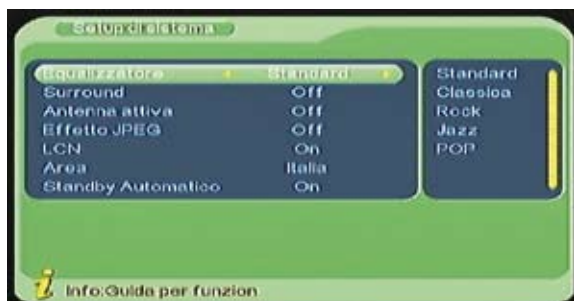 Setup di sistema
Equalizzatore Standard
Surround Off
Antenna attiva Off
Effetto JPEG Off
LCN On
Area Italia
Standby Automatico On
Standard
Classica
Rock
Jazz
POP
Info:Guida per funzion